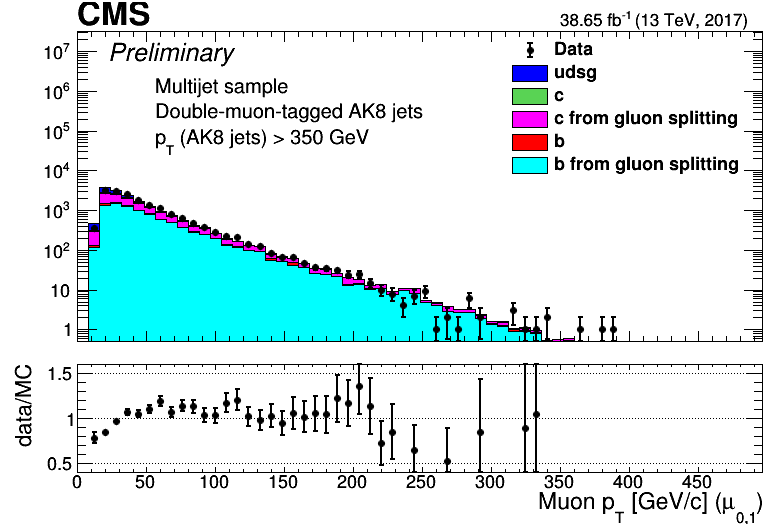 CMS
38.65 fb⁻¹ (13 TeV, 2017)
Preliminary
Multijet sample
Double-muon-tagged AK8 jets
p_T (AK8 jets) > 350 GeV
Data
udsg
c
c from gluon splitting
b
b from gluon splitting
10⁷
10⁶
10⁵
10⁴
10³
10²
10
1
data/MC
1.5
1
0.5
0 50 100 150 200 250 300 350 400 450
Muon p_T [GeV/c] (μ_0,1)